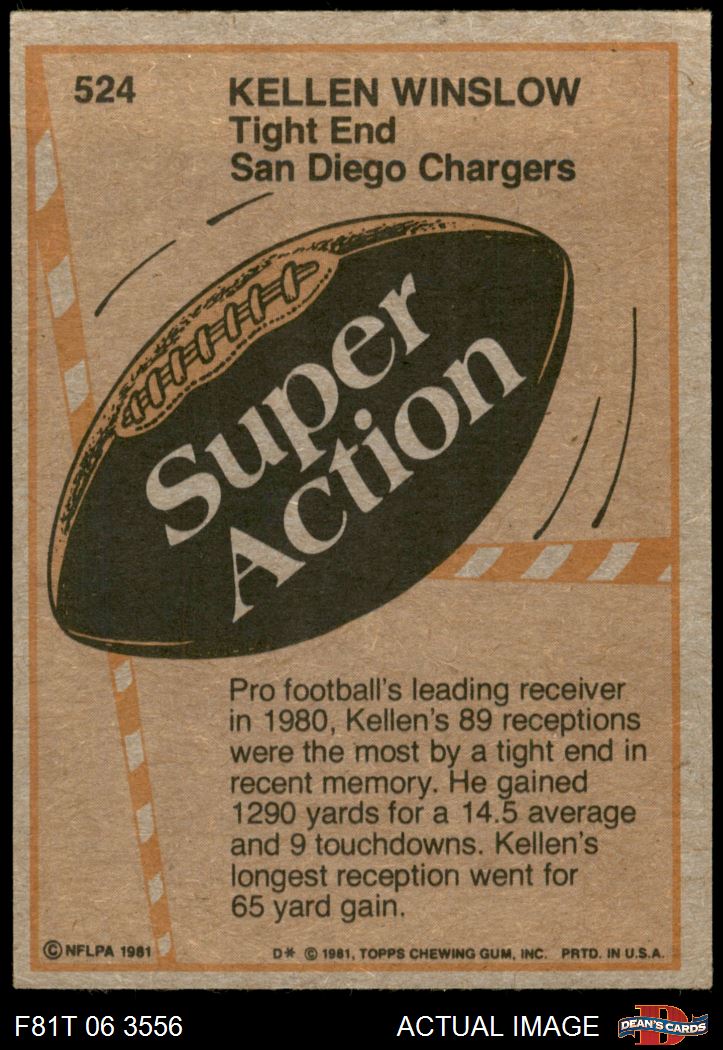 524
KELLEN WINSLOW
Tight End
San Diego Chargers
Super
Action
Pro football's leading receiver
in 1980, Kellen's 89 receptions
were the most by a tight end in
recent memory. He gained
1290 yards for a 14.5 average
and 9 touchdowns. Kellen's
longest reception went for
65 yard gain.
© NFLPA 1981
D* © 1981, TOPPS CHEWING GUM, INC. PRTD. IN U.S.A.
F81T 06 3556
ACTUAL IMAGE
D
DEAN'S CARDS